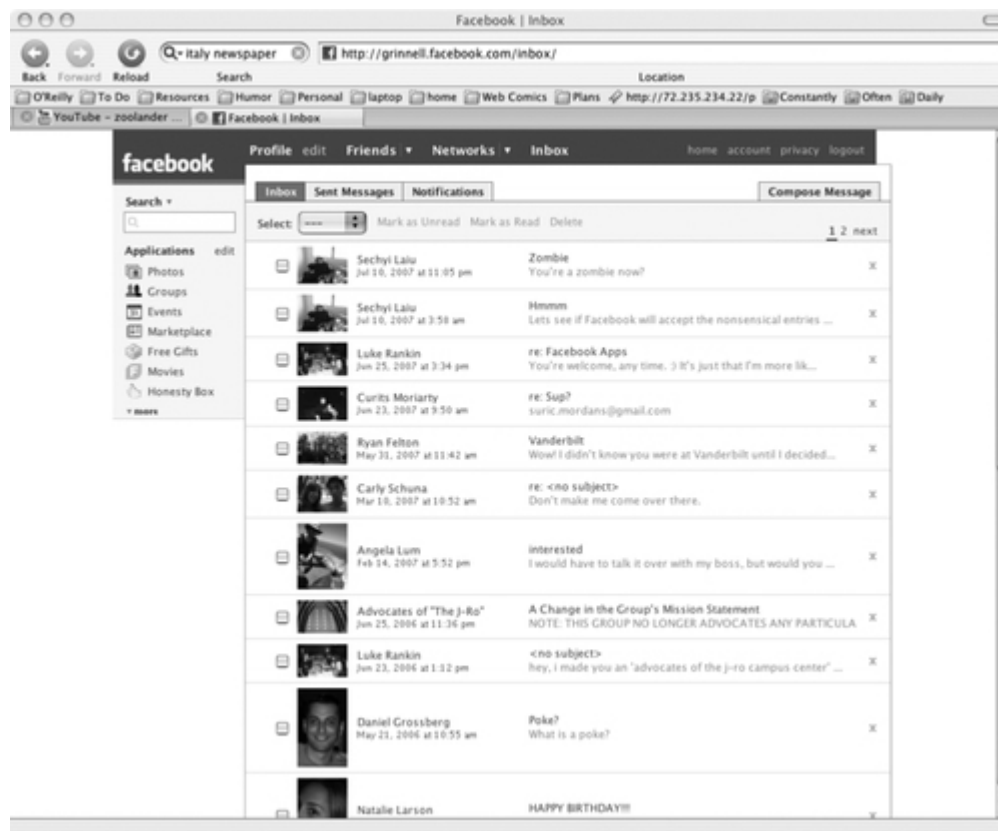 Facebook | Inbox
italy newspaper
http://grinnell.facebook.com/inbox/
Back Forward Reload Search Location
O'Reilly To Do Resources Humor Personal laptop home Web Comics Plans http://72.235.234.22/p Constantly Often Daily
YouTube - zoolander ... Facebook | Inbox
facebook
Profile edit Friends Networks Inbox home account privacy logout
Search
Applications edit
Photos
Groups
Events
Marketplace
Free Gifts
Movies
Honesty Box
more
Inbox Sent Messages Notifications Compose Message
Select: --- Mark as Unread Mark as Read Delete
1 2 next
Sechyi Laiu Zombie
Jul 10, 2007 at 11:05 pm You're a zombie now? x
Sechyi Laiu Hmmm
Jul 10, 2007 at 3:58 am Lets see if Facebook will accept the nonsensical entries ... x
Luke Rankin re: Facebook Apps
Jun 25, 2007 at 3:34 pm You're welcome, any time. :) It's just that I'm more lik... x
Curits Moriarty re: Sup?
Jun 23, 2007 at 9:50 am suric.mordans@gmail.com x
Ryan Felton Vanderbilt
May 31, 2007 at 11:42 am Wow! I didn't know you were at Vanderbilt until I decided... x
Carly Schuna re: <no subject>
Mar 10, 2007 at 10:52 am Don't make me come over there. x
Angela Lum interested
Feb 14, 2007 at 5:52 pm I would have to talk it over with my boss, but would you ... x
Advocates of "The J-Ro" A Change in the Group's Mission Statement
Jun 25, 2006 at 11:36 pm NOTE: THIS GROUP NO LONGER ADVOCATES ANY PARTICULA x
Luke Rankin <no subject>
Jun 23, 2006 at 1:12 pm hey, i made you an 'advocates of the j-ro campus center' ... x
Daniel Grossberg Poke?
May 21, 2006 at 10:55 am What is a poke? x
Natalie Larson HAPPY BIRTHDAY!!! x